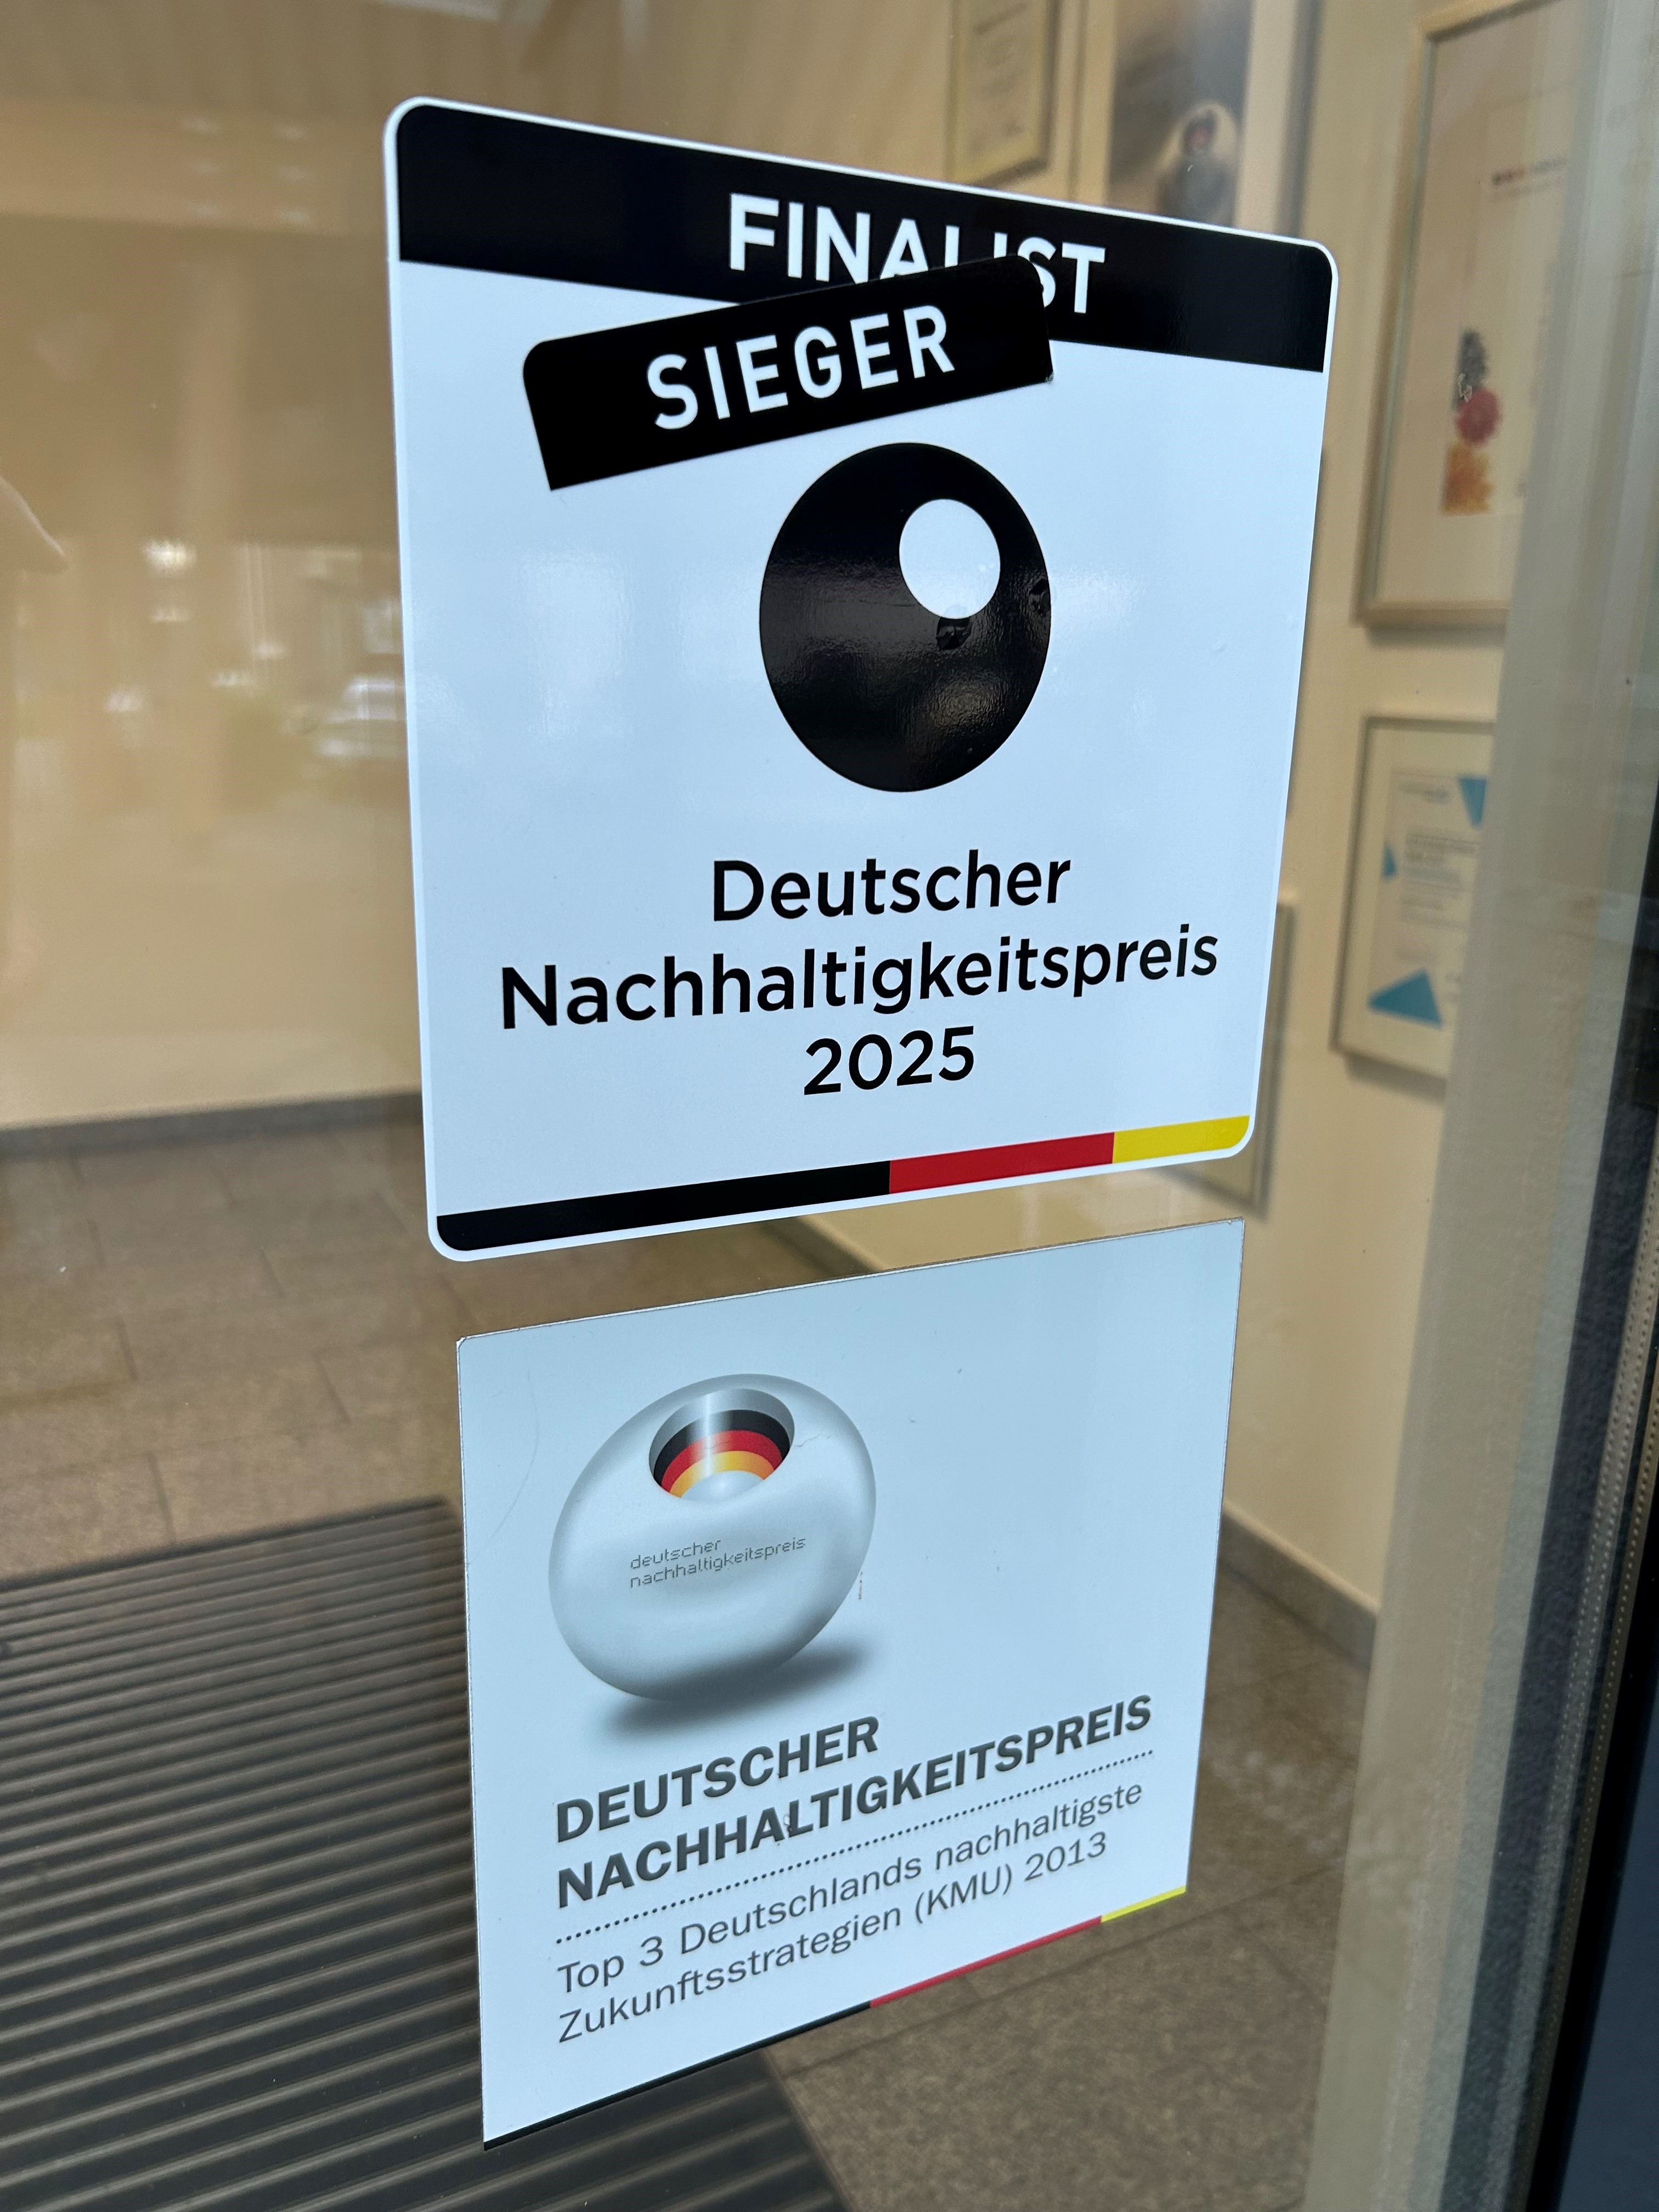 FINALIST
SIEGER
Deutscher
Nachhaltigkeitspreis
2025
deutscher
nachhaltigkeitspreis
DEUTSCHER
NACHHALTIGKEITSPREIS
Top 3 Deutschlands nachhaltigste
Zukunftsstrategien (KMU) 2013